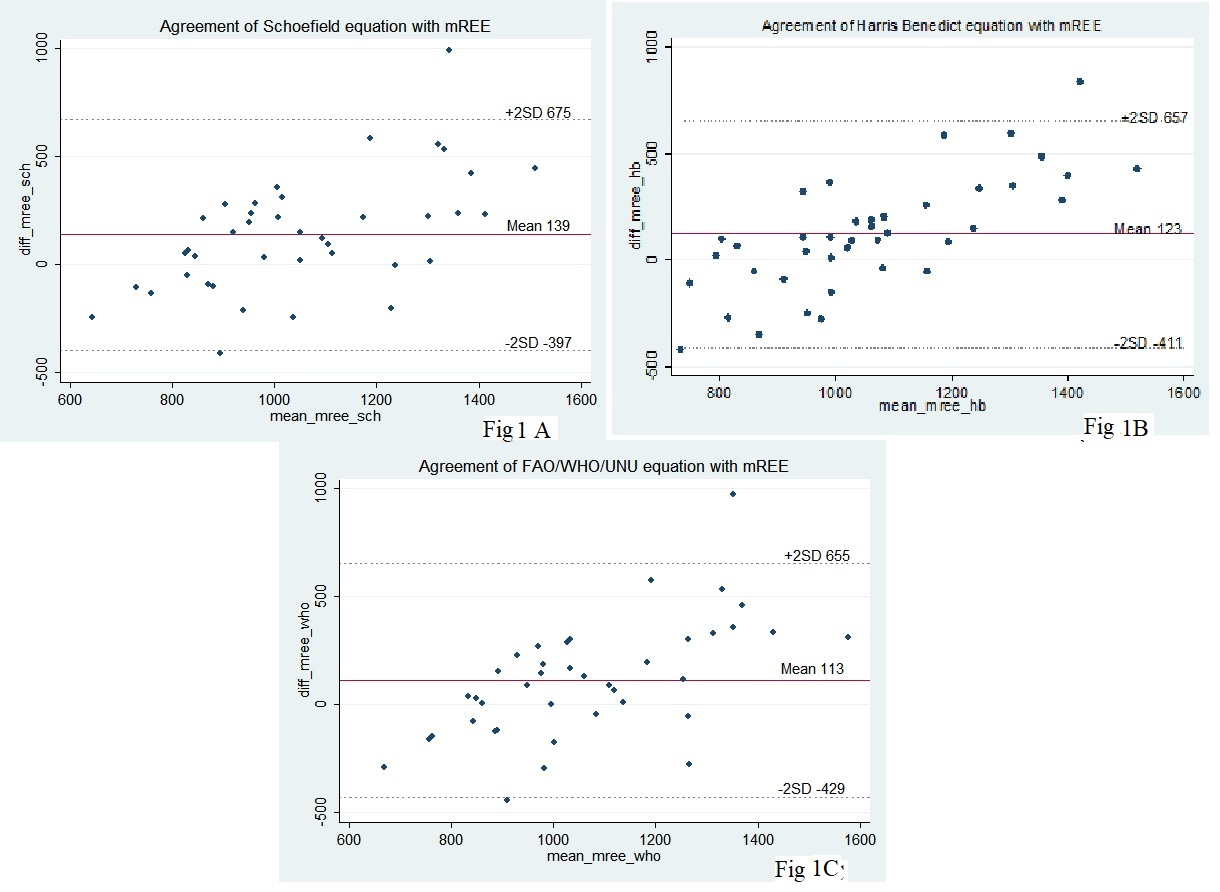 Agreement of Schoefield equation with mREE
1000
500
0
-500
diff_mree_sch
+2SD 675
Mean 139
-2SD -397
600 800 1000 1200 1400 1600
mean_mree_sch
Fig1 A
Agreement of Harris Benedict equation with mREE
1000
500
0
-500
diff_mree_hb
+2SD 657
Mean 123
-2SD -411
800 1000 1200 1400 1600
mean_mree_hb
Fig 1B
Agreement of FAO/WHO/UNU equation with mREE
1000
500
0
-500
diff_mree_who
+2SD 655
Mean 113
-2SD -429
600 800 1000 1200 1400 1600
mean_mree_who
Fig 1C